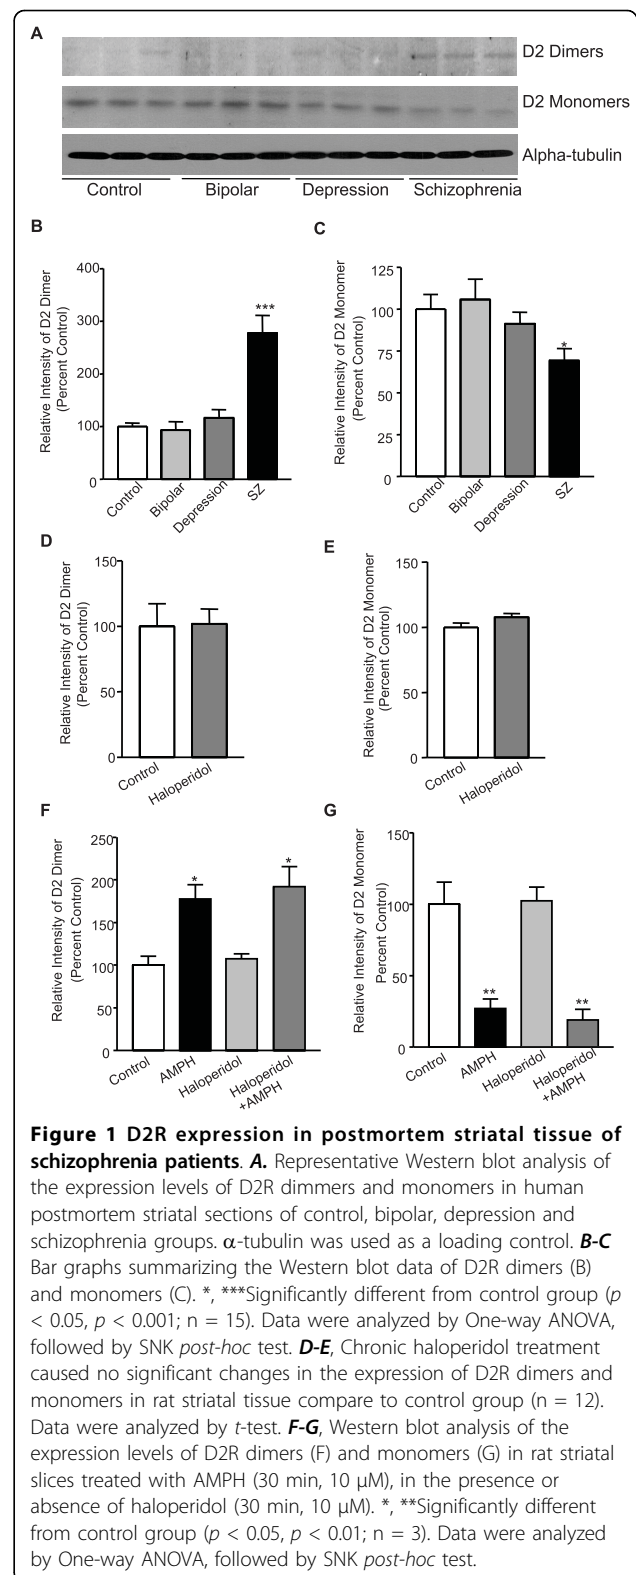 A
D2 Dimers
D2 Monomers
Alpha-tubulin
Control
Bipolar
Depression
Schizophrenia
B
Relative Intensity of D2 Dimer
(Percent Control)
400
300
200
100
0
***
Control
Bipolar
Depression
SZ
C
Relative Intensity of D2 Monomer
(Percent Control)
125
100
75
50
25
0
*
Control
Bipolar
Depression
SZ
D
Relative Intensity of D2 Dimer
(Percent Control)
150
100
50
0
Control
Haloperidol
E
Relative Intensity of D2 Monomer
(Percent Control)
150
100
50
0
Control
Haloperidol
F
Relative Intensity of D2 Dimer
(Percent Control)
250
200
150
100
50
0
*
*
Control
AMPH
Haloperidol
Haloperidol
+AMPH
G
Relative Intensity of D2 Monomer
Percent Control)
150
100
50
0
**
**
Control
AMPH
Haloperidol
Haloperidol
+AMPH
Figure 1 D2R expression in postmortem striatal tissue of
schizophrenia patients. A. Representative Western blot analysis of
the expression levels of D2R dimmers and monomers in human
postmortem striatal sections of control, bipolar, depression and
schizophrenia groups. α-tubulin was used as a loading control. B-C
Bar graphs summarizing the Western blot data of D2R dimers (B)
and monomers (C). *, ***Significantly different from control group (p
< 0.05, p < 0.001; n = 15). Data were analyzed by One-way ANOVA,
followed by SNK post-hoc test. D-E, Chronic haloperidol treatment
caused no significant changes in the expression of D2R dimers and
monomers in rat striatal tissue compare to control group (n = 12).
Data were analyzed by t-test. F-G, Western blot analysis of the
expression levels of D2R dimers (F) and monomers (G) in rat striatal
slices treated with AMPH (30 min, 10 μM), in the presence or
absence of haloperidol (30 min, 10 μM). *, **Significantly different
from control group (p < 0.05, p < 0.01; n = 3). Data were analyzed
by One-way ANOVA, followed by SNK post-hoc test.